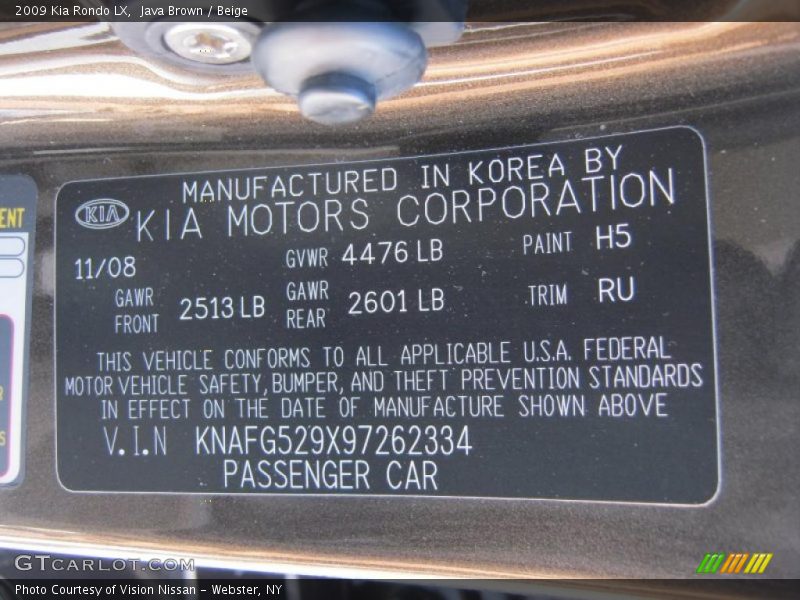 2009 Kia Rondo LX,  Java Brown / Beige
ENT
MANUFACTURED IN KOREA BY
KIA KIA MOTORS CORPORATION
11/08 GVWR 4476 LB PAINT H5
GAWR FRONT 2513 LB GAWR REAR 2601 LB TRIM RU
THIS VEHICLE CONFORMS TO ALL APPLICABLE U.S.A. FEDERAL
MOTOR VEHICLE SAFETY, BUMPER, AND THEFT PREVENTION STANDARDS
IN EFFECT ON THE DATE OF MANUFACTURE SHOWN ABOVE
V.I.N KNAFG529X97262334
PASSENGER CAR
GTCARLOT.COM
Photo Courtesy of Vision Nissan - Webster, NY